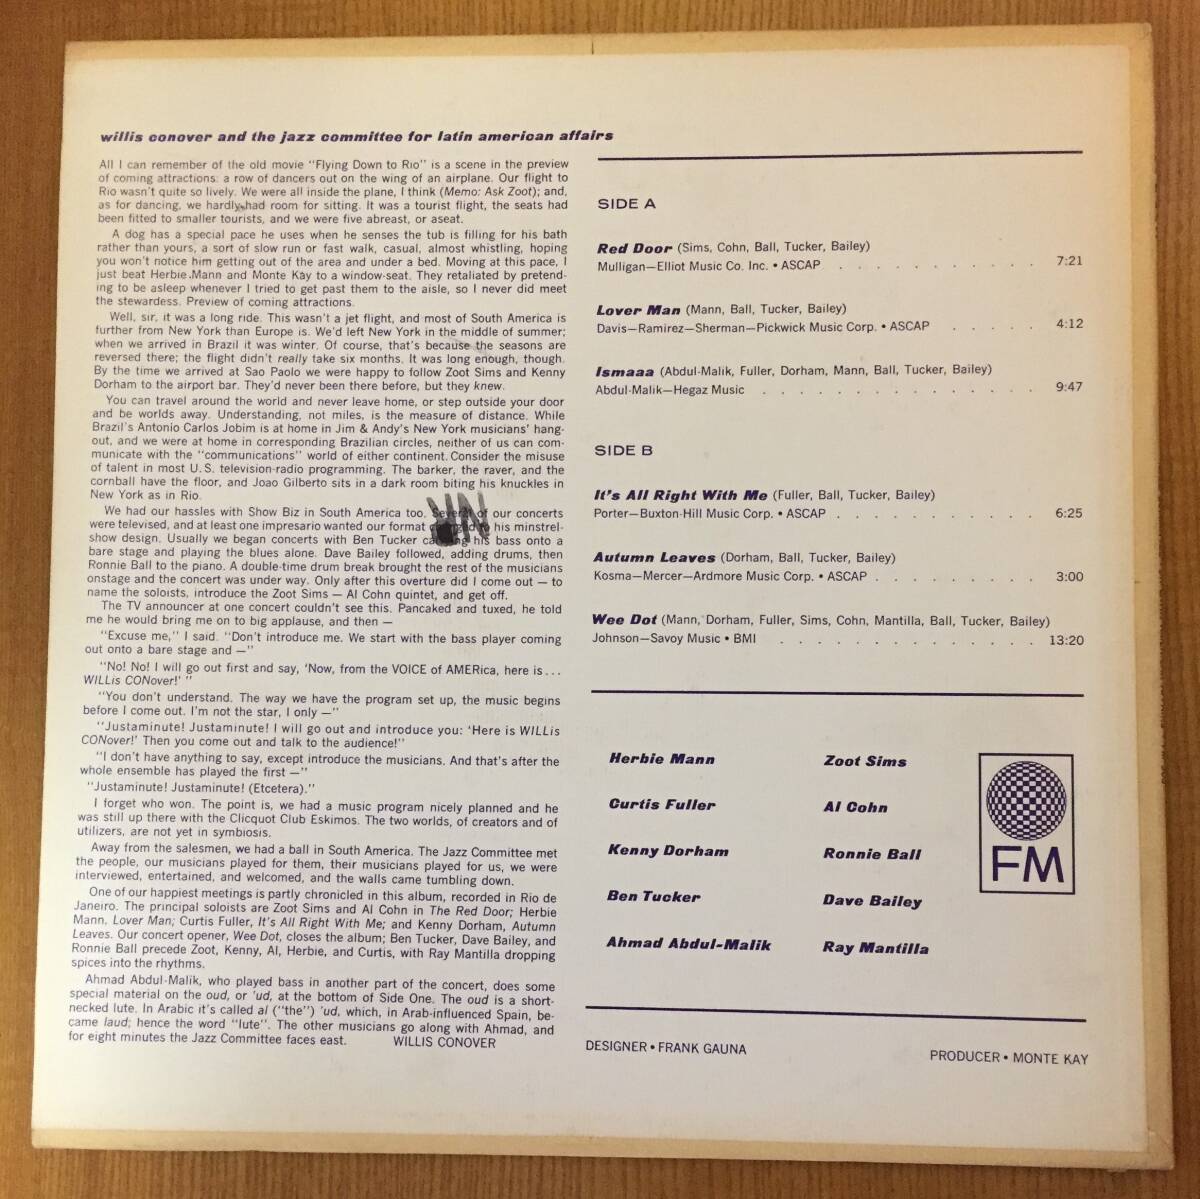 willis conover and the jazz committee for latin american affairs
All I can remember of the old movie "Flying Down to Rio" is a scene in the preview
of coming attractions: a row of dancers out on the wing of an airplane. Our flight to
Rio wasn't quite so lively. We were all inside the plane, I think (Memo: Ask Zoot); and,
as for dancing, we hardly had room for sitting. It was a tourist flight, the seats had
been fitted to smaller tourists, and we were five abreast, or aseat.
A dog has a special pace he uses when he senses the tub is filling for his bath
rather than yours, a sort of slow run or fast walk, casual, almost whistling, hoping
you won't notice him getting out of the area and under a bed. Moving at this pace, I
just beat Herbie Mann and Monte Kay to a window-seat. They retaliated by pretend-
ing to be asleep whenever I tried to get past them to the aisle, so I never did meet
the stewardess. Preview of coming attractions.
Well, sir, it was a long ride. This wasn't a jet flight, and most of South America is
further from New York than Europe is. We'd left New York in the middle of summer;
when we arrived in Brazil it was winter. Of course, that's because the seasons are
reversed there; the flight didn't really take six months. It was long enough, though.
By the time we arrived at Sao Paolo we were happy to follow Zoot Sims and Kenny
Dorham to the airport bar. They'd never been there before, but they knew.
You can travel around the world and never leave home, or step outside your door
and be worlds away. Understanding, not miles, is the measure of distance. While
Brazil's Antonio Carlos Jobim is at home in Jim & Andy's New York musicians' hang-
out, and we were at home in corresponding Brazilian circles, neither of us can com-
municate with the "communications" world of either continent. Consider the misuse
of talent in most U.S. television-radio programming. The barker, the raver, and the
cornball have the floor, and Joao Gilberto sits in a dark room biting his knuckles in
New York as in Rio.
We had our hassles with Show Biz in South America too. Several of our concerts
were televised, and at least one impresario wanted our format his minstrel-
show design. Usually we began concerts with Ben Tucker his bass onto a
bare stage and playing the blues alone. Dave Bailey followed, adding drums, then
Ronnie Ball to the piano. A double-time drum break brought the rest of the musicians
onstage and the concert was under way. Only after this overture did I come out — to
name the soloists, introduce the Zoot Sims — Al Cohn quintet, and get off.
The TV announcer at one concert couldn't see this. Pancaked and tuxed, he told
me he would bring me on to big applause, and then —
"Excuse me," I said. "Don't introduce me. We start with the bass player coming
out onto a bare stage and —"
"No! No! I will go out first and say, 'Now, from the VOICE of AMERica, here is...
WILLis CONover!' "
"You don't understand. The way we have the program set up, the music begins
before I come out. I'm not the star, I only —"
"Justaminute! Justaminute! I will go out and introduce you: 'Here is WILLis
CONover!' Then you come out and talk to the audience!"
"I don't have anything to say, except introduce the musicians. And that's after the
whole ensemble has played the first —"
"Justaminute! Justaminute! (Etcetera)."
I forget who won. The point is, we had a music program nicely planned and he
was still up there with the Clicquot Club Eskimos. The two worlds, of creators and of
utilizers, are not yet in symbiosis.
Away from the salesmen, we had a ball in South America. The Jazz Committee met
the people, our musicians played for them, their musicians played for us, we were
interviewed, entertained, and welcomed, and the walls came tumbling down.
One of our happiest meetings is partly chronicled in this album, recorded in Rio de
Janeiro. The principal soloists are Zoot Sims and Al Cohn in The Red Door; Herbie
Mann, Lover Man; Curtis Fuller, It's All Right With Me; and Kenny Dorham, Autumn
Leaves. Our concert opener, Wee Dot, closes the album; Ben Tucker, Dave Bailey, and
Ronnie Ball precede Zoot, Kenny, Al, Herbie, and Curtis, with Ray Mantilla dropping
spices into the rhythms.
Ahmad Abdul-Malik, who played bass in another part of the concert, does some
special material on the oud, or 'ud, at the bottom of Side One. The oud is a short-
necked lute. In Arabic it's called al ("the") 'ud, which, in Arab-influenced Spain, be-
came laud; hence the word "lute". The other musicians go along with Ahmad, and
for eight minutes the Jazz Committee faces east. WILLIS CONOVER
SIDE A
Red Door (Sims, Cohn, Ball, Tucker, Bailey)
Mulligan—Elliot Music Co. Inc. • ASCAP . . . . . . . . . . . 7:21
Lover Man (Mann, Ball, Tucker, Bailey)
Davis—Ramirez—Sherman—Pickwick Music Corp. • ASCAP . . . . . 4:12
Ismaaa (Abdul-Malik, Fuller, Dorham, Mann, Ball, Tucker, Bailey)
Abdul-Malik—Hegaz Music . . . . . . . . . . . . . . . 9:47
SIDE B
It's All Right With Me (Fuller, Ball, Tucker, Bailey)
Porter—Buxton-Hill Music Corp. • ASCAP . . . . . . . . . . . 6:25
Autumn Leaves (Dorham, Ball, Tucker, Bailey)
Kosma—Mercer—Ardmore Music Corp. • ASCAP . . . . . . . . . 3:00
Wee Dot (Mann, Dorham, Fuller, Sims, Cohn, Mantilla, Ball, Tucker, Bailey)
Johnson—Savoy Music • BMI . . . . . . . . . . . . . . 13:20
Herbie Mann Zoot Sims
Curtis Fuller Al Cohn
Kenny Dorham Ronnie Ball
Ben Tucker Dave Bailey
Ahmad Abdul-Malik Ray Mantilla
FM
DESIGNER • FRANK GAUNA
PRODUCER • MONTE KAY